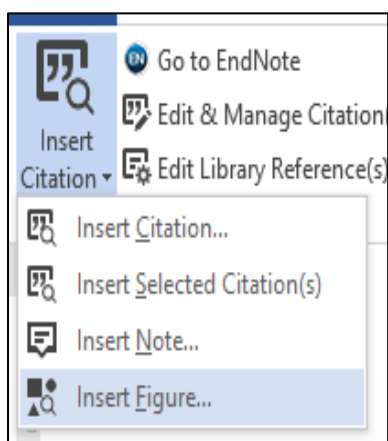 Go to EndNote
Edit & Manage Citation(
Insert
Citation
Edit Library Reference(s)
Insert Citation...
Insert Selected Citation(s)
Insert Note...
Insert Figure...